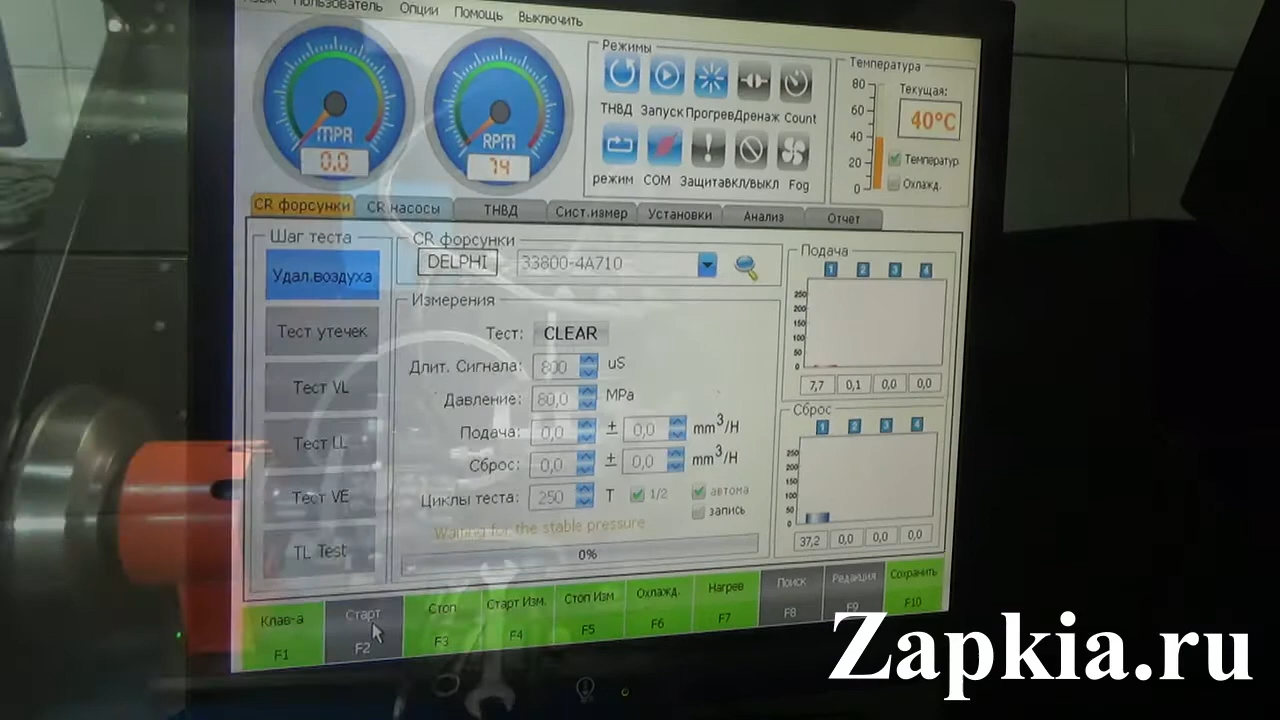 Пользователь Опции Помощь Выключить
MPA
0.0
RPM
74
Режимы
ТНВД Запуск Прогрев Дренаж Count
режим COM Защита вкл/выкл Fog
Температура
80
60
40
20
0
Текущая:
40°C
Температур
Охлажд.
CR форсунки CR насосы ТНВД Сист.измер Установки Анализ Отчет
Шаг теста
Удал.воздуха
Тест утечек
Тест VL
Тест LL
Тест VE
TL Test
CR форсунки
DELPHI 33800-4A710
Измерения
Тест: CLEAR
Длит. Сигнала: 800 uS
Давление: 80,0 MPa
Подача: 0,0 ± 0,0 mm³/H
Сброс: 0,0 ± 0,0 mm³/H
Циклы теста: 250 T 1/2 автома
запись
Waiting for the stable pressure
0%
Подача
1 2 3 4
250
200
150
100
50
0
7,7 0,1 0,0 0,0
Сброс
1 2 3 4
250
200
150
100
50
0
37,2 0,0 0,0 0,0
Клав-а Старт Стоп Старт Изм. Стоп Изм Охлажд. Нагрев Поиск Редакция Сохранить
F1 F2 F3 F4 F5 F6 F7 F8 F9 F10
Zapkia.ru